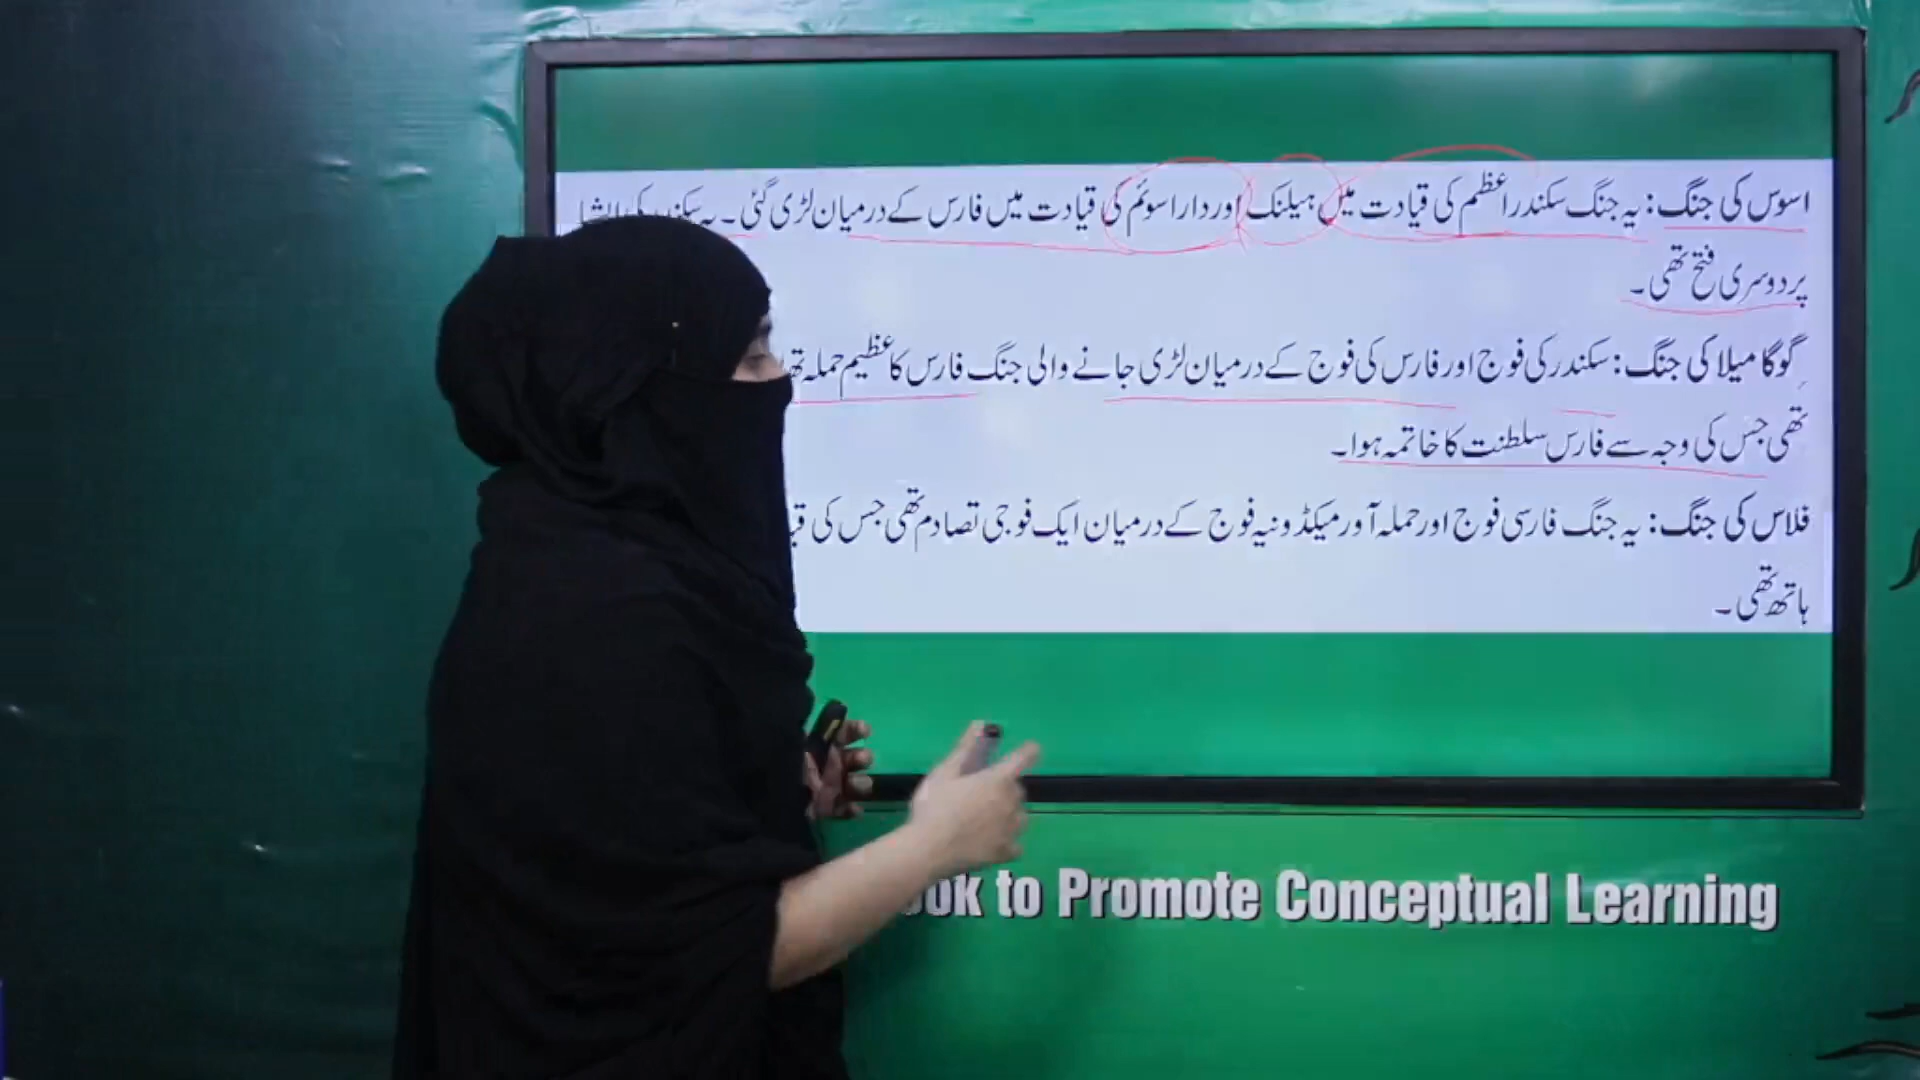 اسوس کی جنگ: یہ جنگ سکندر اعظم کی قیادت میں ہیلنک اور دارا سوئم کی قیادت میں فارس کے درمیان لڑی گئی۔ یہ سکندر کی ایشیا
پر دوسری فتح تھی۔
گوگا میلا کی جنگ: سکندر کی فوج اور فارس کی فوج کے درمیان لڑی جانے والی جنگ فارس کا عظیم حملہ
تھی جس کی وجہ سے فارس سلطنت کا خاتمہ ہوا۔
فلاس کی جنگ: یہ جنگ فارسی فوج اور حملہ آور میکڈونیہ فوج کے درمیان ایک فوجی تصادم تھی جس کی
ہاتھ تھی۔
to Promote Conceptual Learning